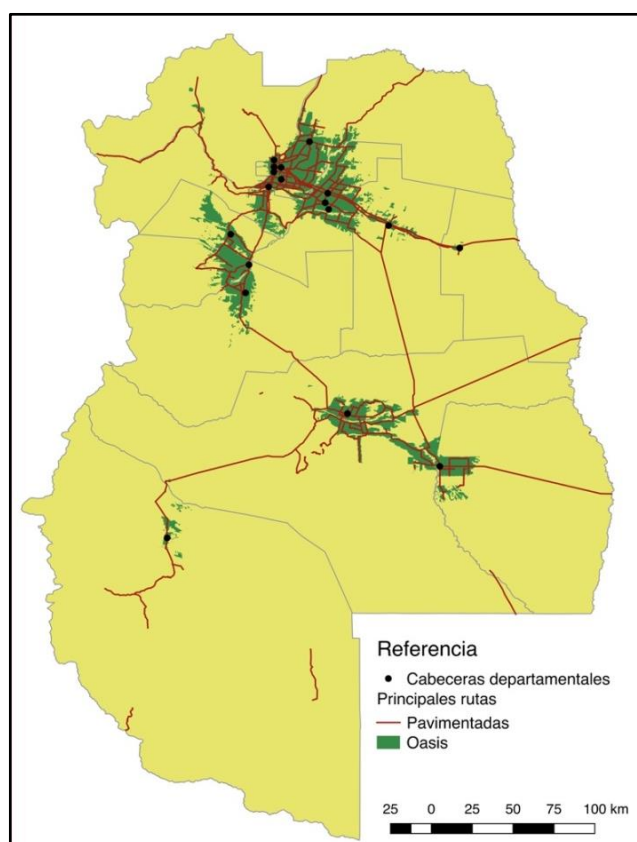 Referencia
Cabeceras departamentales
Principales rutas
Pavimentadas
Oasis
25 0 25 50 75 100 km